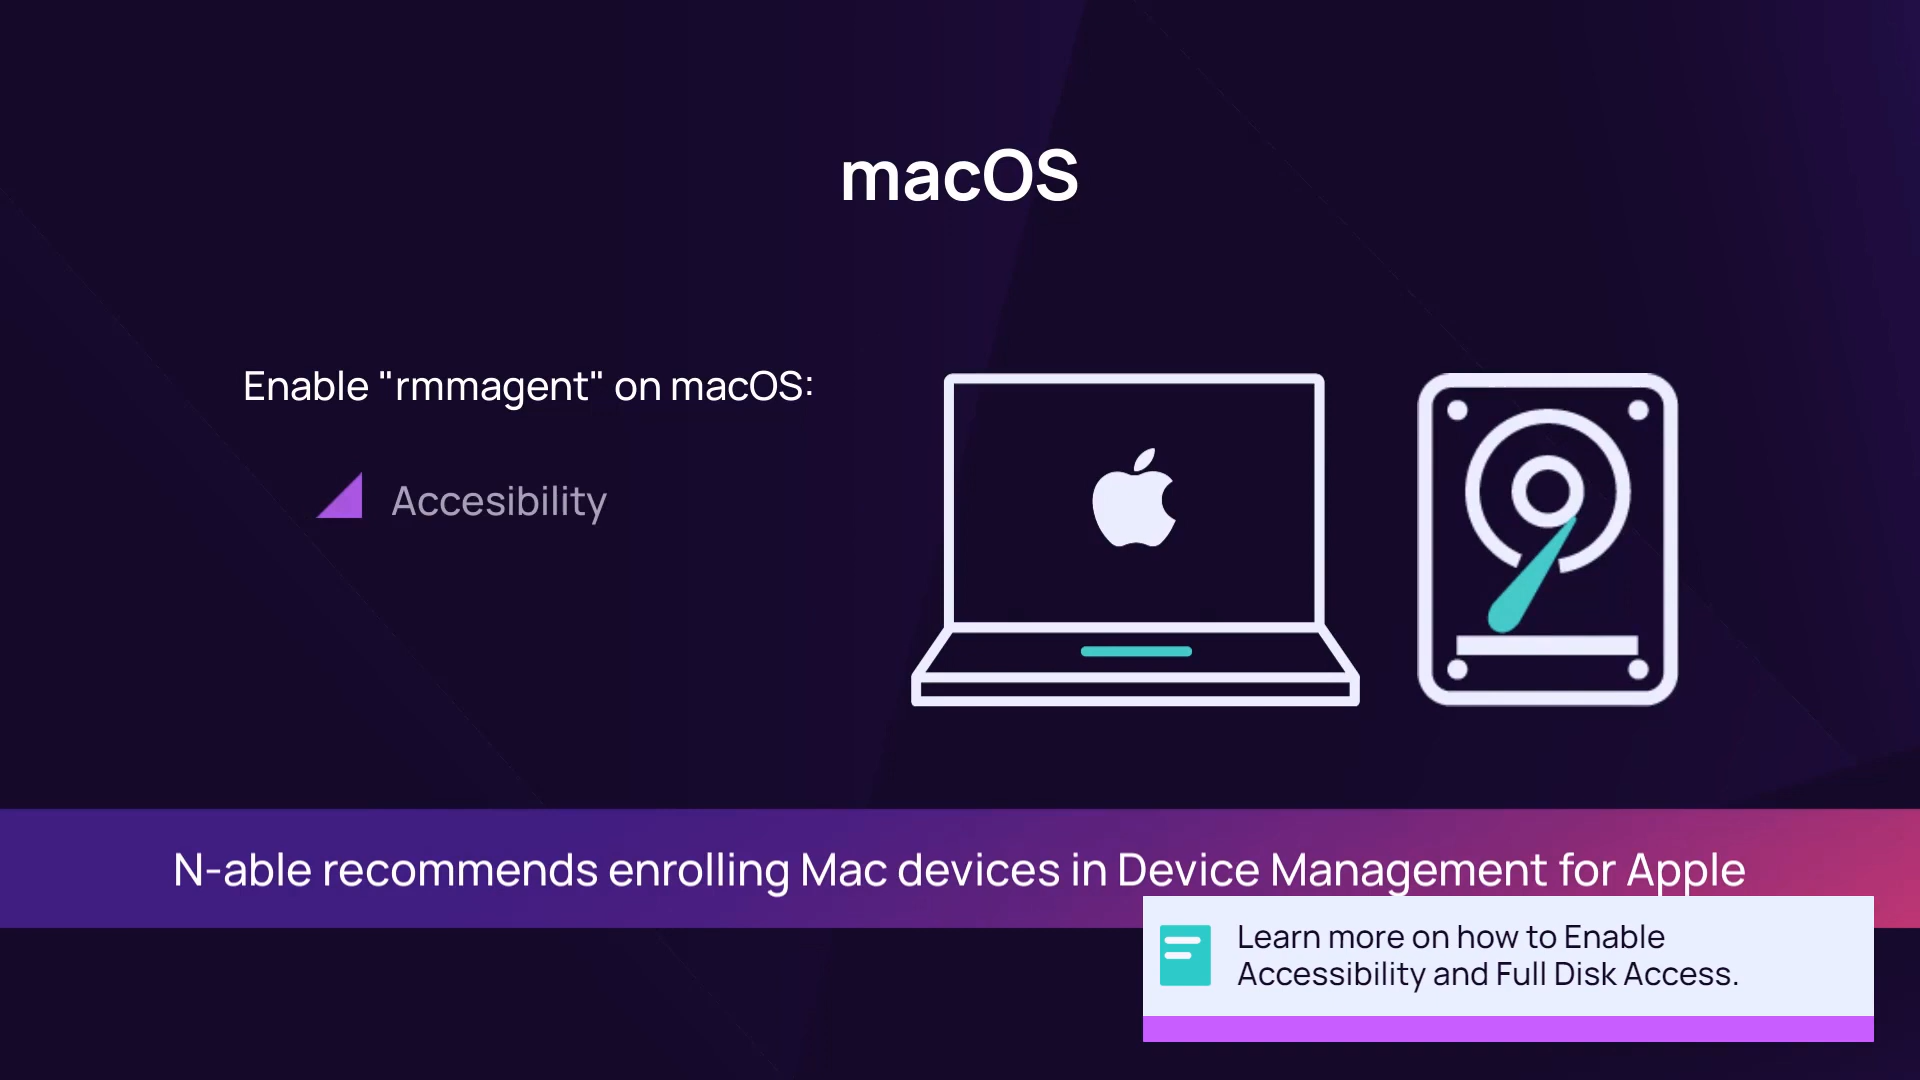 macOS
Enable "rmmagent" on macOS:
Accesibility
N-able recommends enrolling Mac devices in Device Management for Apple
Learn more on how to Enable
Accessibility and Full Disk Access.